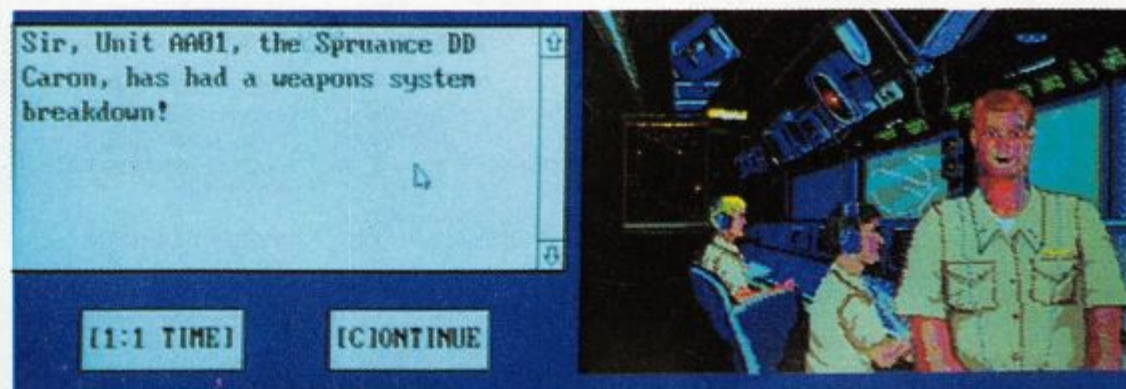 Sir, Unit AA01, the Spruance DD
Caron, has had a weapons system
breakdown!
[1:1 TIME]
[C]ONTINUE